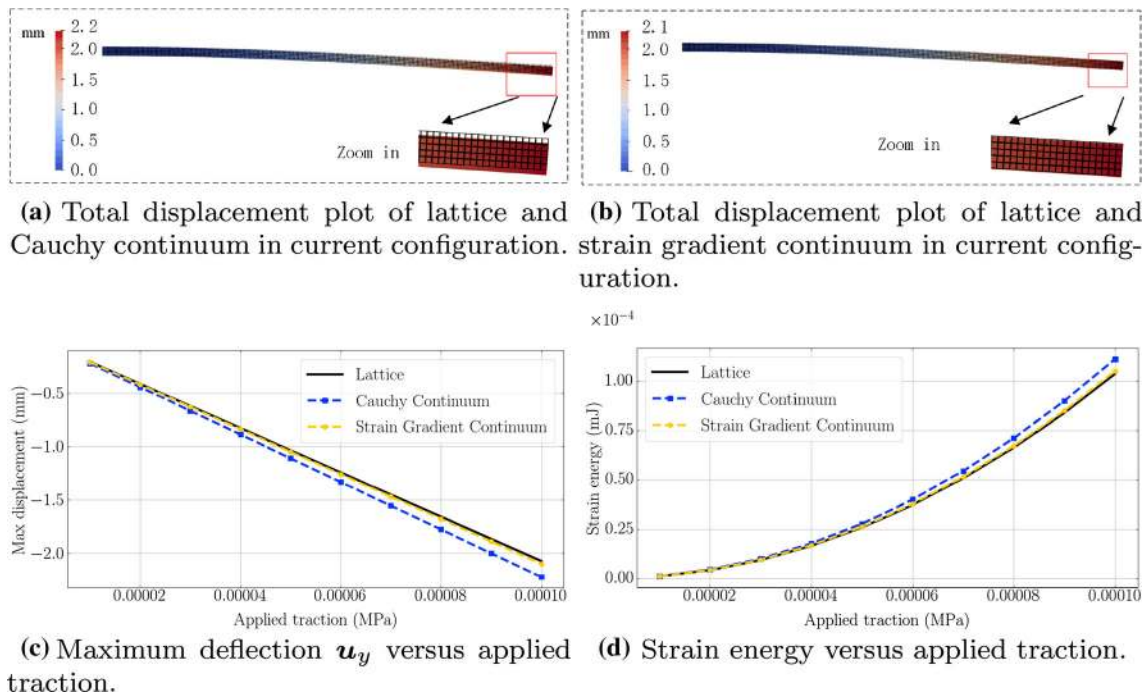 mm
2.2
2.0
1.5
1.0
0.5
0.0
Zoom in
mm
2.1
2.0
1.5
1.0
0.5
0.0
Zoom in
(a) Total displacement plot of lattice and
Cauchy continuum in current configuration.
(b) Total displacement plot of lattice and
strain gradient continuum in current config-
uration.
Max displacement (mm)
−0.5
−1.0
−1.5
−2.0
Lattice
Cauchy Continuum
Strain Gradient Continuum
0.00002 0.00004 0.00006 0.00008 0.00010
Applied traction (MPa)
(c) Maximum deflection u_y versus applied
traction.
×10⁻⁴
Strain energy (mJ)
1.00
0.75
0.50
0.25
0.00
Lattice
Cauchy Continuum
Strain Gradient Continuum
0.00002 0.00004 0.00006 0.00008 0.00010
Applied traction (MPa)
(d) Strain energy versus applied traction.